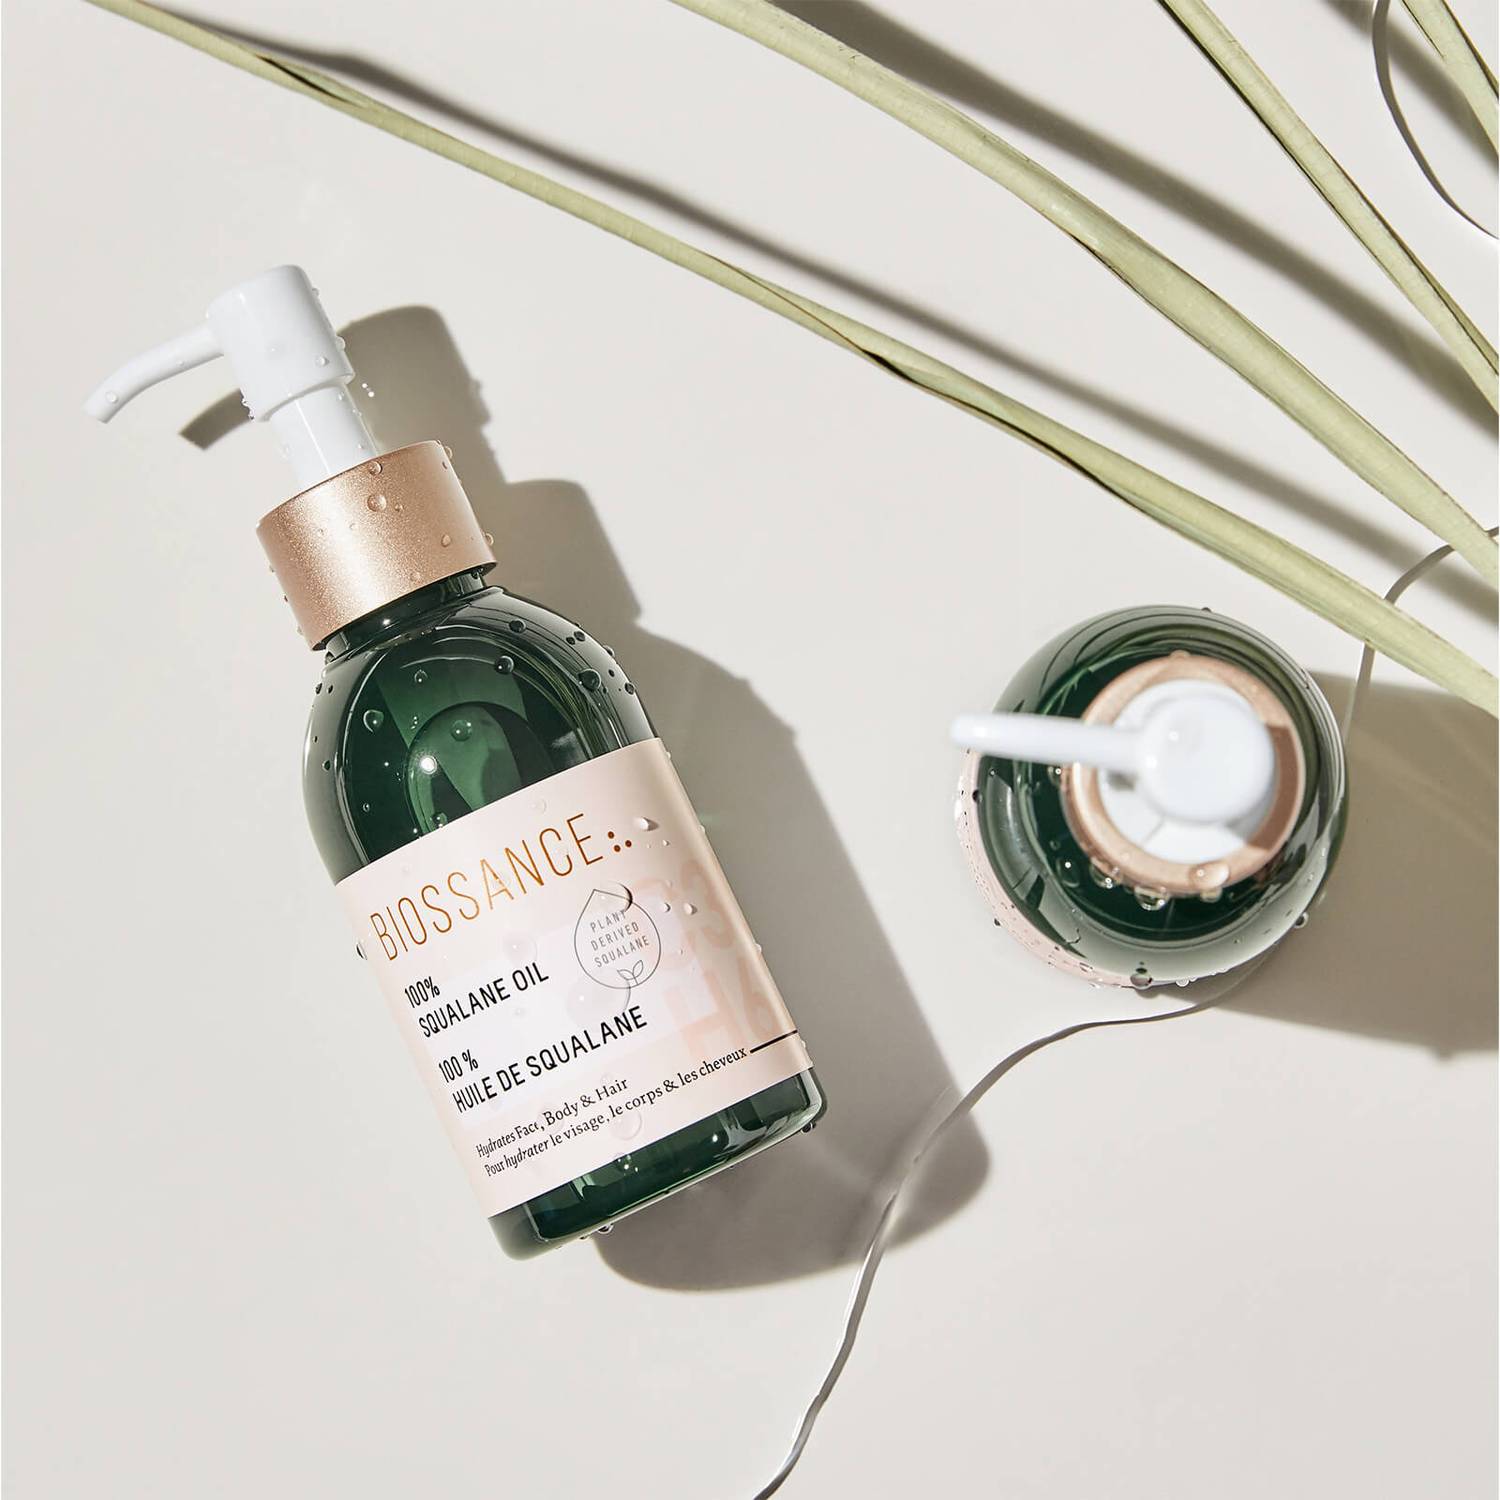 BIOSSANCE
PLANT
DERIVED
SQUALANE
100%
SQUALANE OIL
100 %
HUILE DE SQUALANE
Hydrates Face, Body & Hair
Pour hydrater le visage, le corps & les cheveux
H6